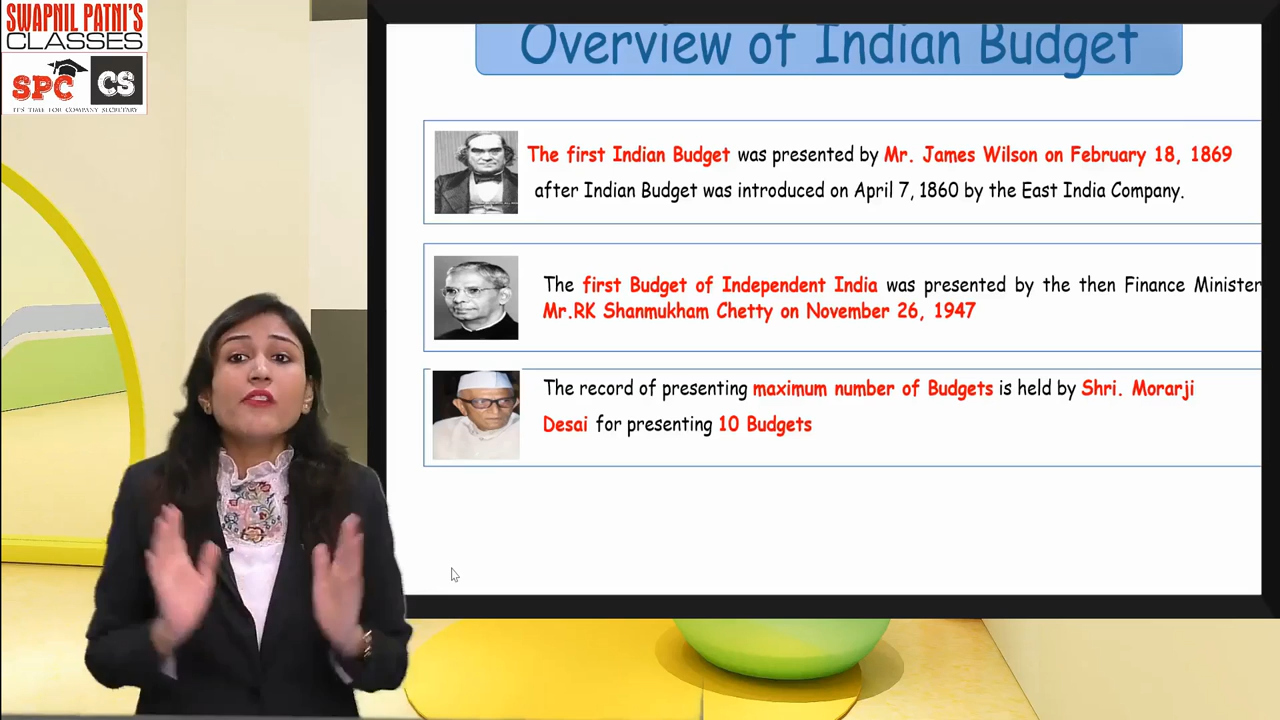 SWAPNIL PATNI'S
CLASSES
SPC CS
IT'S TIME FOR COMPANY SECRETARY
Overview of Indian Budget
The first Indian Budget was presented by Mr. James Wilson on February 18, 1869
after Indian Budget was introduced on April 7, 1860 by the East India Company.
The first Budget of Independent India was presented by the then Finance Minister
Mr.RK Shanmukham Chetty on November 26, 1947
The record of presenting maximum number of Budgets is held by Shri. Morarji
Desai for presenting 10 Budgets